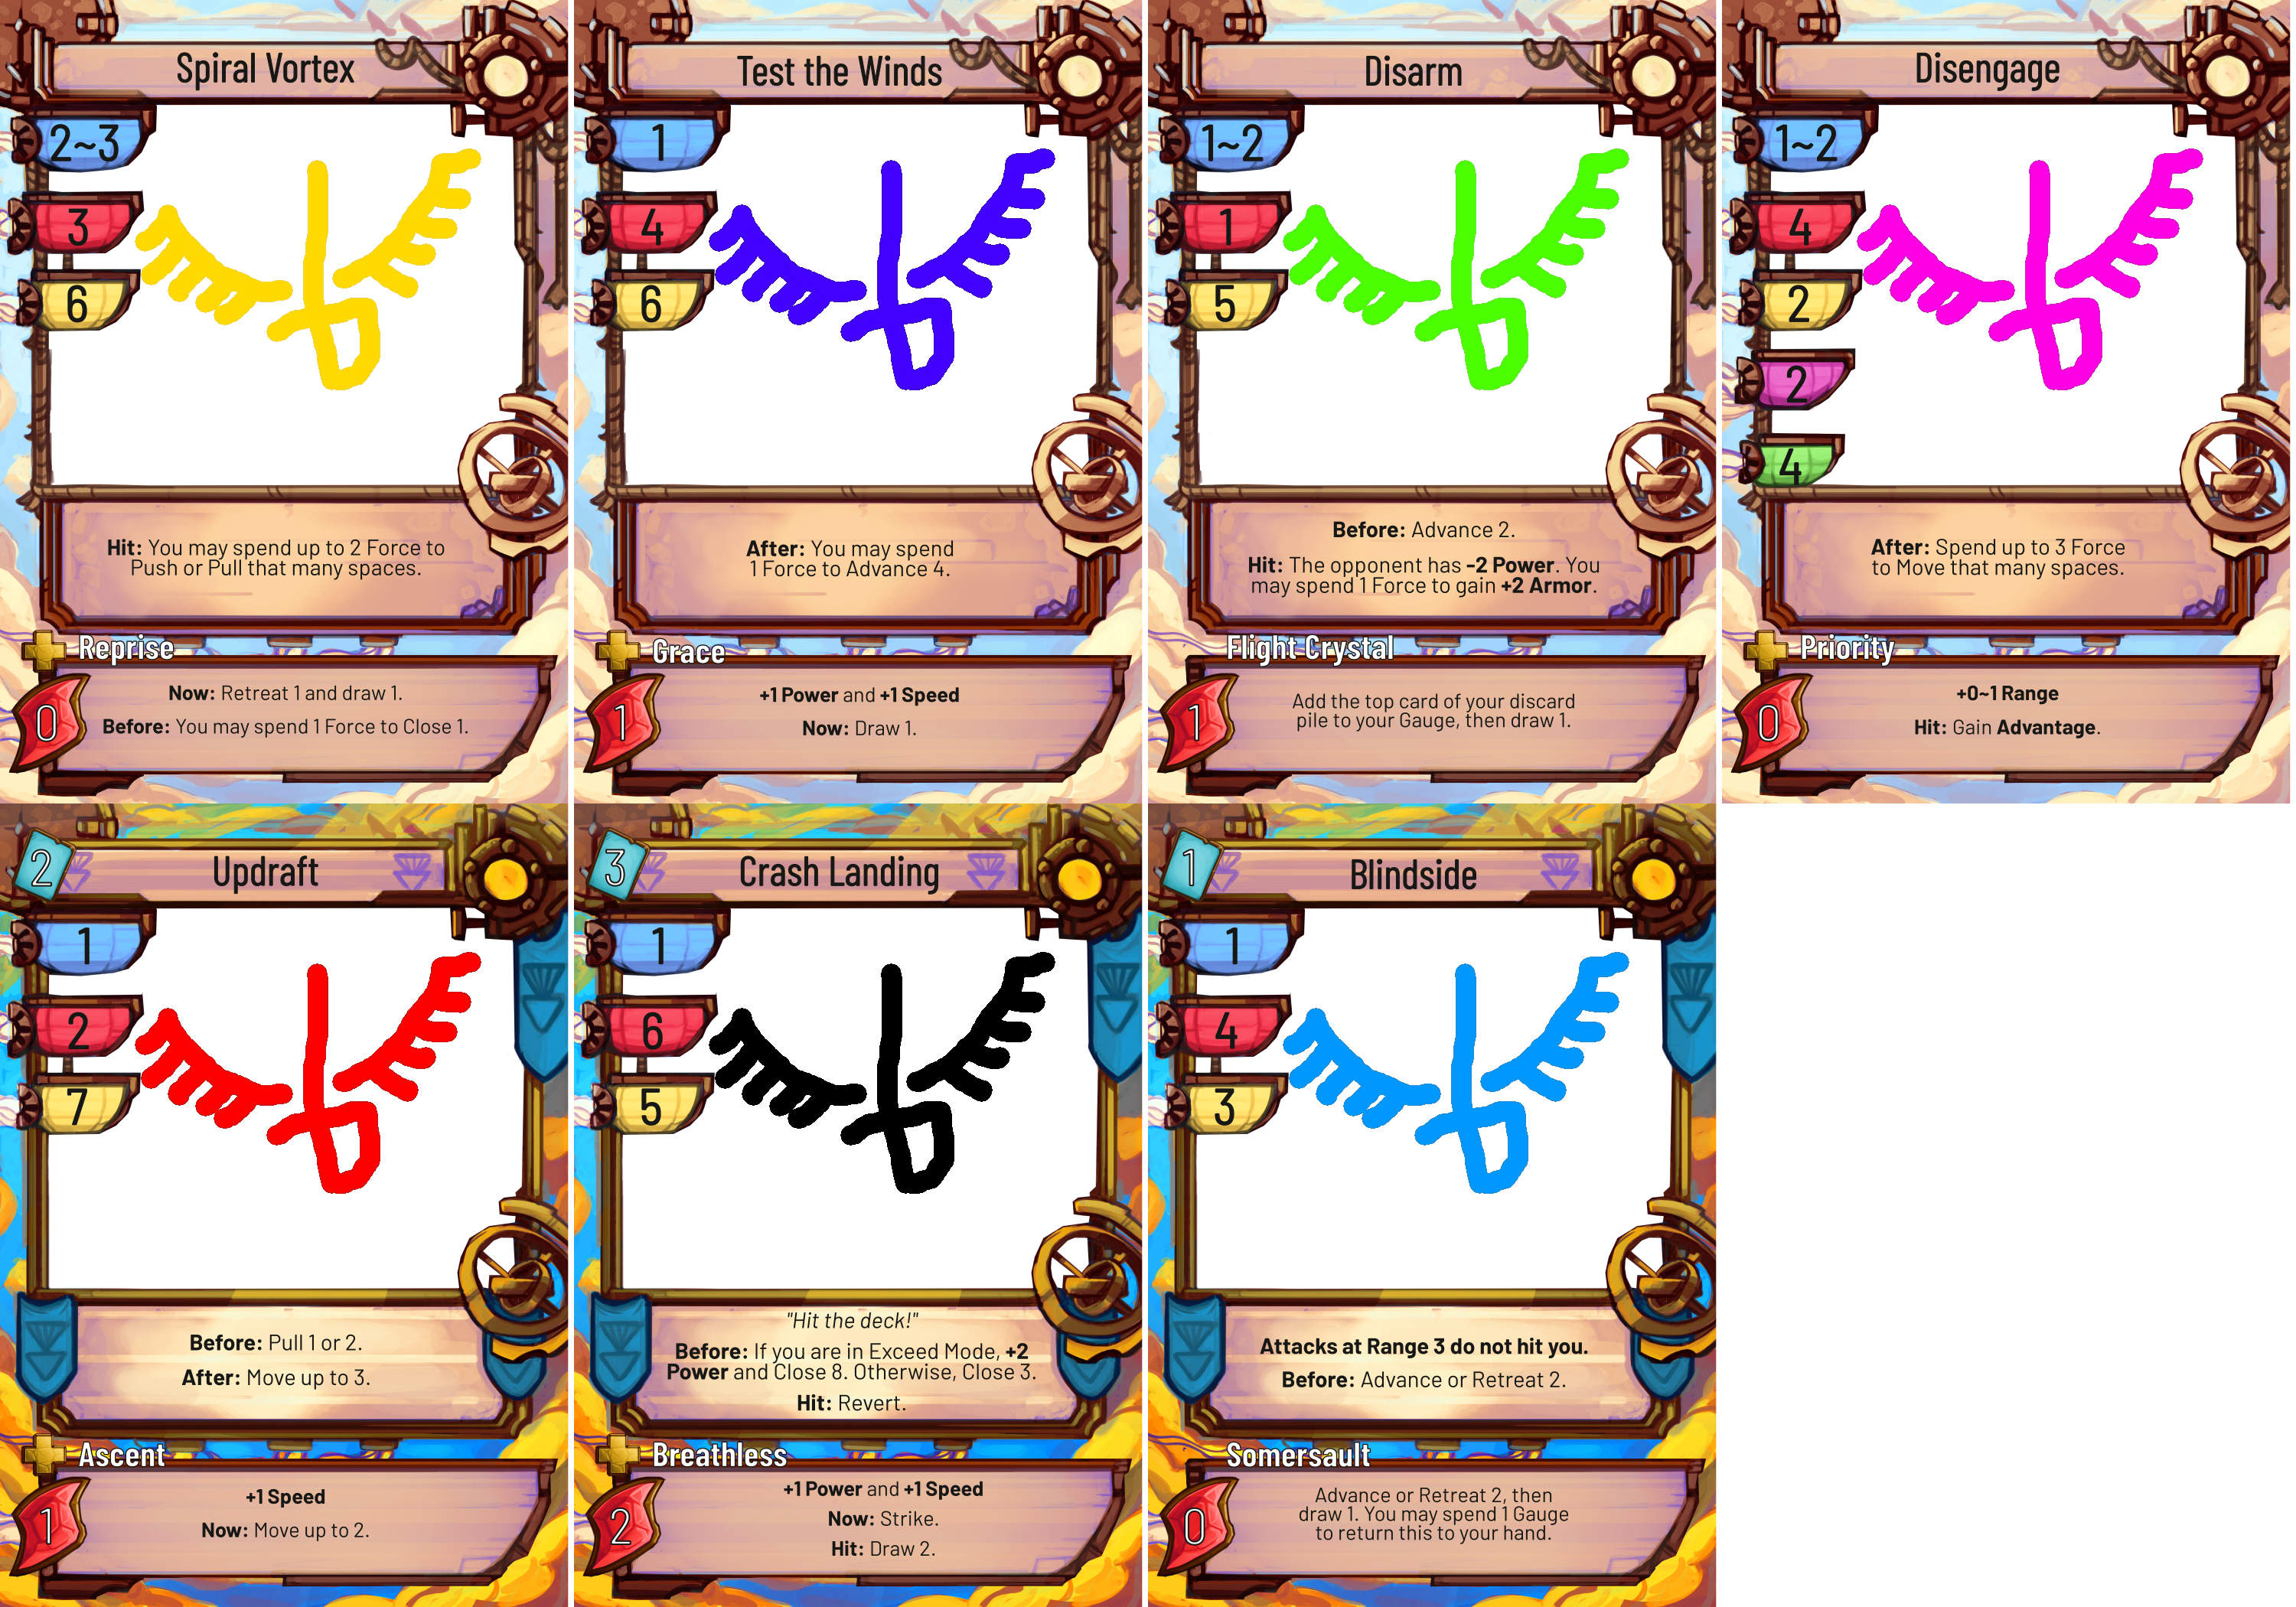 Spiral Vortex
2~3
3
6
Hit: You may spend up to 2 Force to
Push or Pull that many spaces.
Reprise
0
Now: Retreat 1 and draw 1.
Before: You may spend 1 Force to Close 1.
Test the Winds
1
4
6
After: You may spend
1 Force to Advance 4.
Grace
1
+1 Power and +1 Speed
Now: Draw 1.
Disarm
1~2
1
5
Before: Advance 2.
Hit: The opponent has -2 Power. You
may spend 1 Force to gain +2 Armor.
Flight Crystal
1
Add the top card of your discard
pile to your Gauge, then draw 1.
Disengage
1~2
4
2
2
4
After: Spend up to 3 Force
to Move that many spaces.
Priority
0
+0~1 Range
Hit: Gain Advantage.
2
Updraft
1
2
7
Before: Pull 1 or 2.
After: Move up to 3.
Ascent
1
+1 Speed
Now: Move up to 2.
3
Crash Landing
1
6
5
"Hit the deck!"
Before: If you are in Exceed Mode, +2
Power and Close 8. Otherwise, Close 3.
Hit: Revert.
Breathless
2
+1 Power and +1 Speed
Now: Strike.
Hit: Draw 2.
1
Blindside
1
4
3
Attacks at Range 3 do not hit you.
Before: Advance or Retreat 2.
Somersault
0
Advance or Retreat 2, then
draw 1. You may spend 1 Gauge
to return this to your hand.